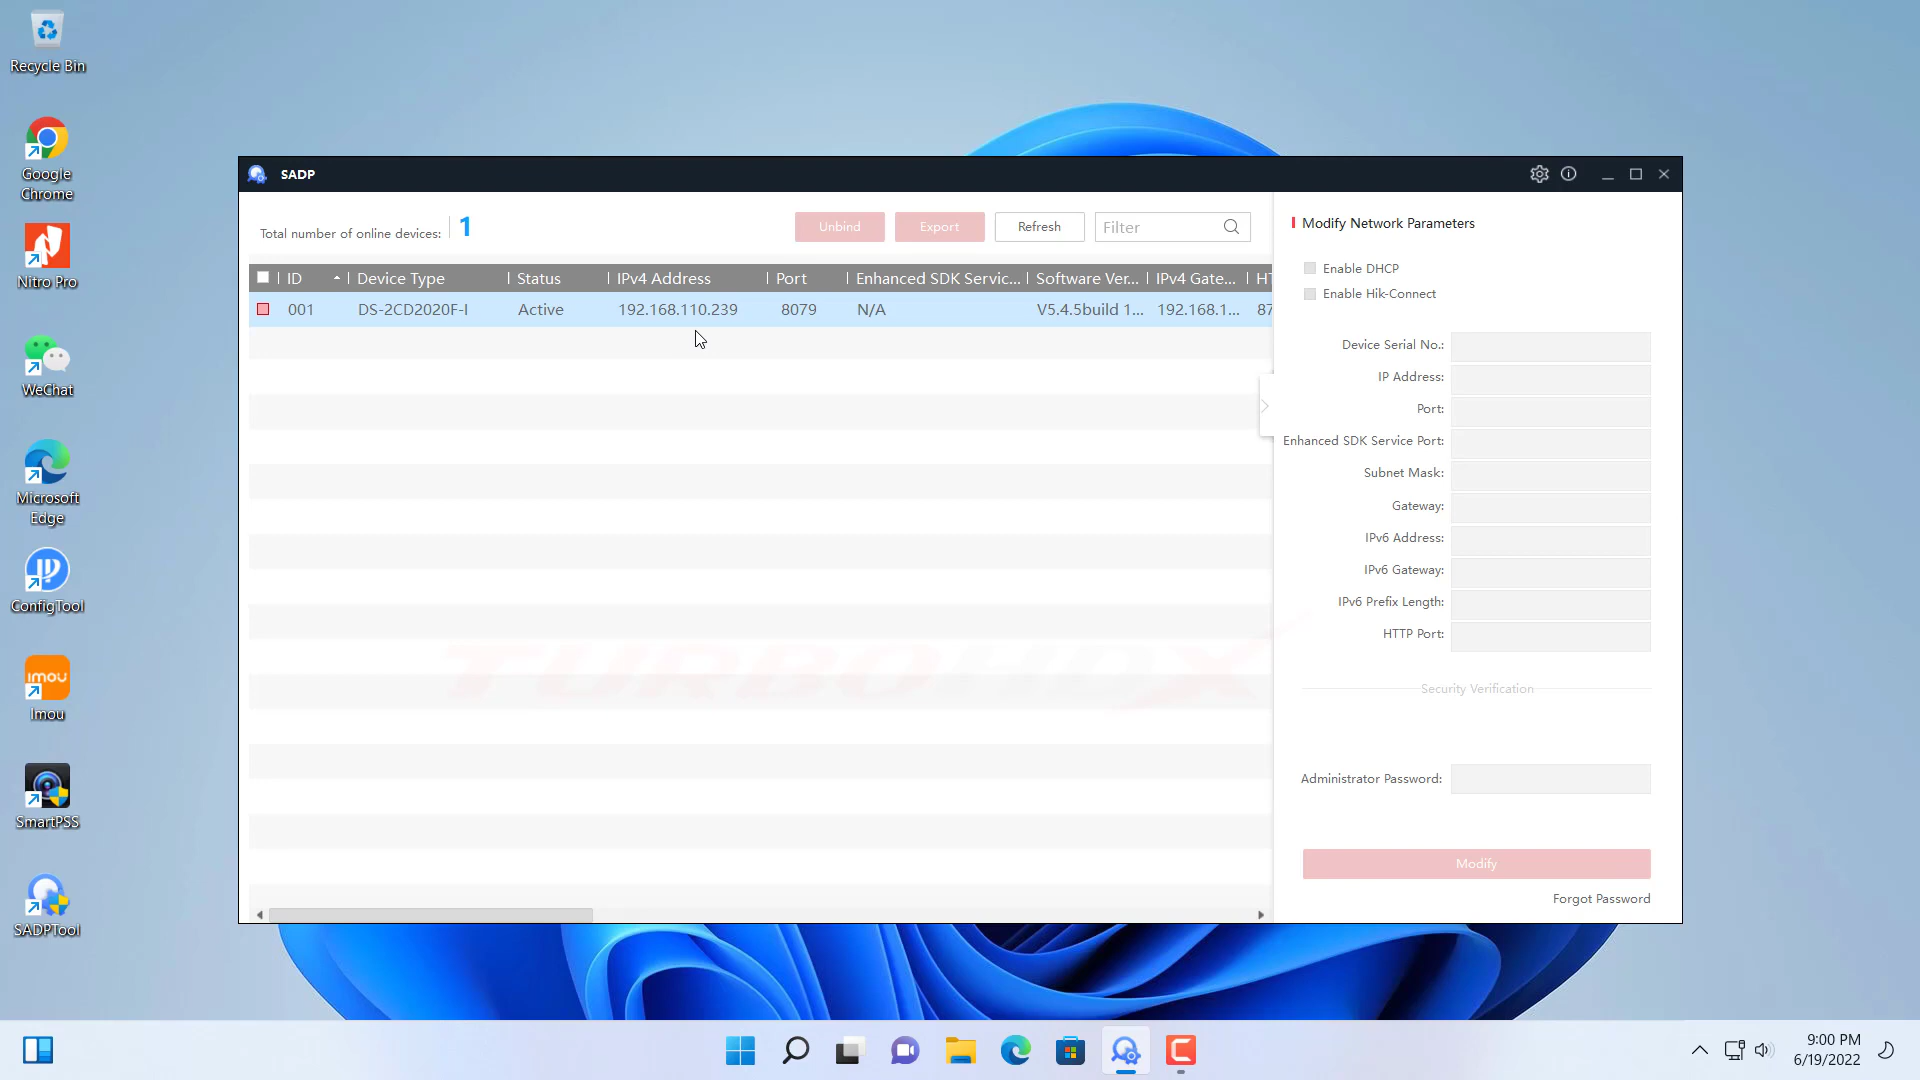 Recycle Bin
Google
Chrome
Nitro Pro
WeChat
Microsoft
Edge
ConfigTool
imou
Imou
SmartPSS
SADPTool
SADP
Total number of online devices: 1
Unbind
Export
Refresh
Filter
ID Device Type Status IPv4 Address Port Enhanced SDK Servic... Software Ver... IPv4 Gate... HT
001 DS-2CD2020F-I Active 192.168.110.239 8079 N/A V5.4.5build 1... 192.168.1... 87
TURBOHDX
Modify Network Parameters
Enable DHCP
Enable Hik-Connect
Device Serial No.:
IP Address:
Port:
Enhanced SDK Service Port:
Subnet Mask:
Gateway:
IPv6 Address:
IPv6 Gateway:
IPv6 Prefix Length:
HTTP Port:
Security Verification
Administrator Password:
Modify
Forgot Password
9:00 PM
6/19/2022